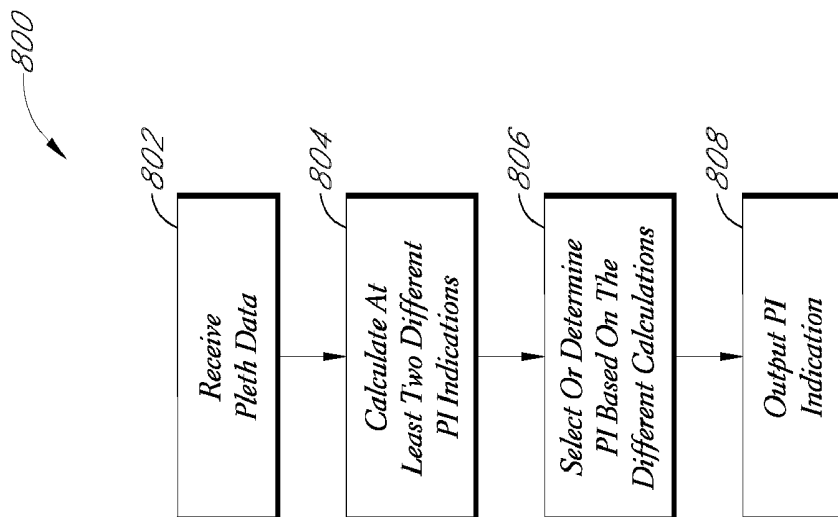 800
802
Receive
Pleth Data
804
Calculate At
Least Two Different
PI Indications
806
Select Or Determine
PI Based On The
Different Calculations
808
Output PI
Indication